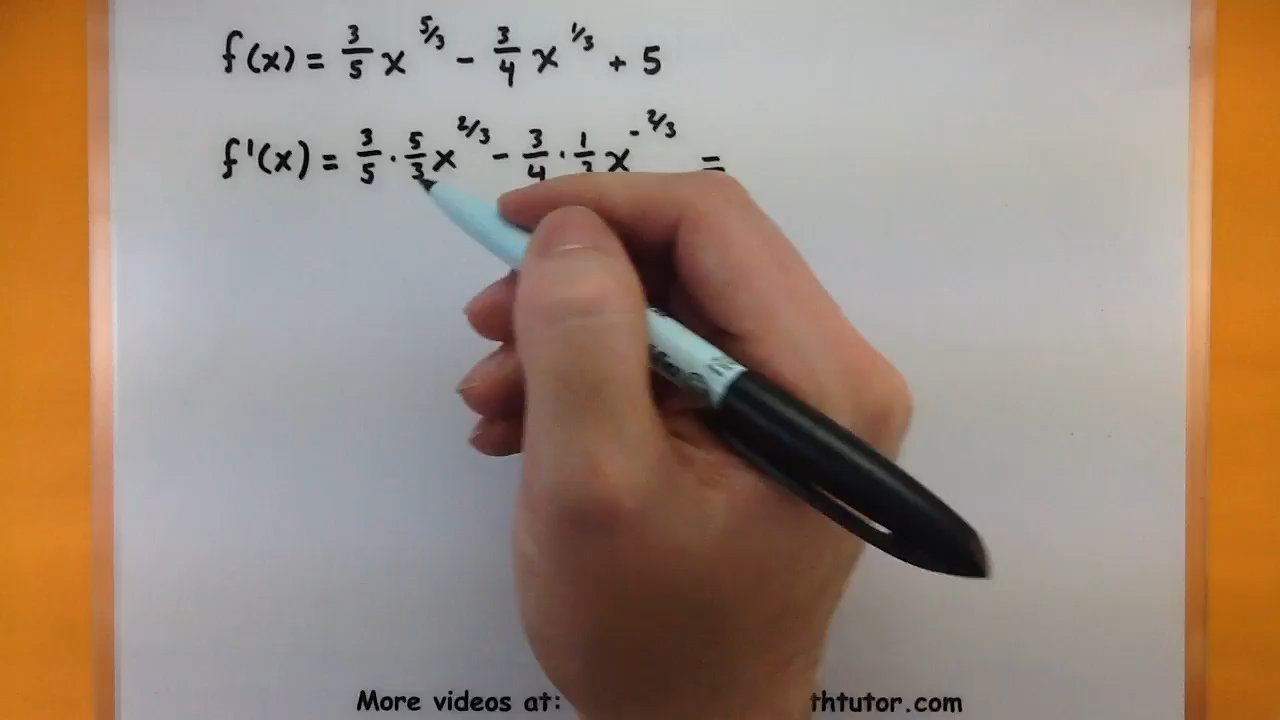 f(x) = 3/5 x^5/3 - 3/4 x^1/3 + 5
f'(x) = 3/5 · 5/3 x^2/3 - 3/4 · 1/3 x^-2/3 =
More videos at: thtutor.com